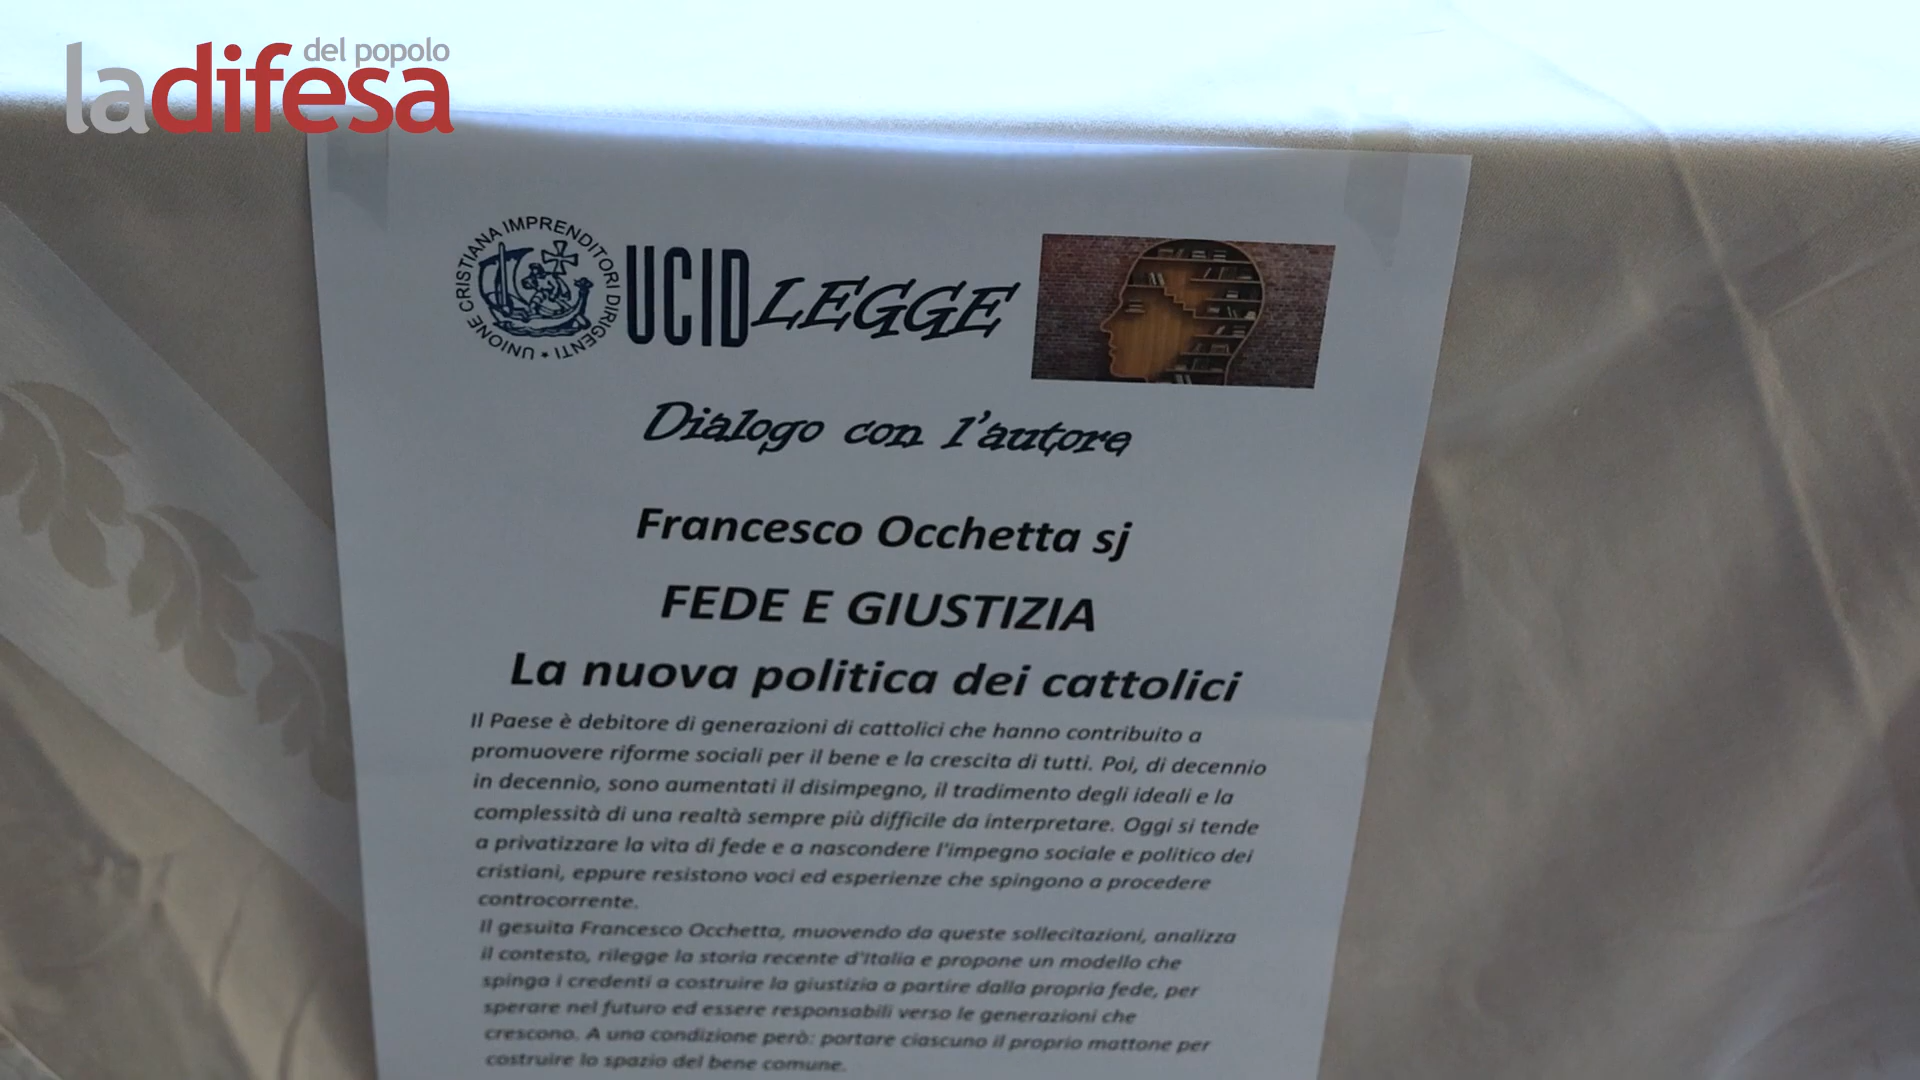 del popolo
ladifesa
UNIONE CRISTIANA IMPRENDITORI DIRIGENTI *
UCID LEGGE
Dialogo con l'autore
Francesco Occhetta sj
FEDE E GIUSTIZIA
La nuova politica dei cattolici
Il Paese è debitore di generazioni di cattolici che hanno contribuito a
promuovere riforme sociali per il bene e la crescita di tutti. Poi, di decennio
in decennio, sono aumentati il disimpegno, il tradimento degli ideali e la
complessità di una realtà sempre più difficile da interpretare. Oggi si tende
a privatizzare la vita di fede e a nascondere l'impegno sociale e politico dei
cristiani, eppure resistono voci ed esperienze che spingono a procedere
controcorrente.
Il gesuita Francesco Occhetta, muovendo da queste sollecitazioni, analizza
il contesto, rilegge la storia recente d'Italia e propone un modello che
spinga i credenti a costruire la giustizia a partire dalla propria fede, per
sperare nel futuro ed essere responsabili verso le generazioni che
crescono. A una condizione però: portare ciascuno il proprio mattone per
costruire lo spazio del bene comune.